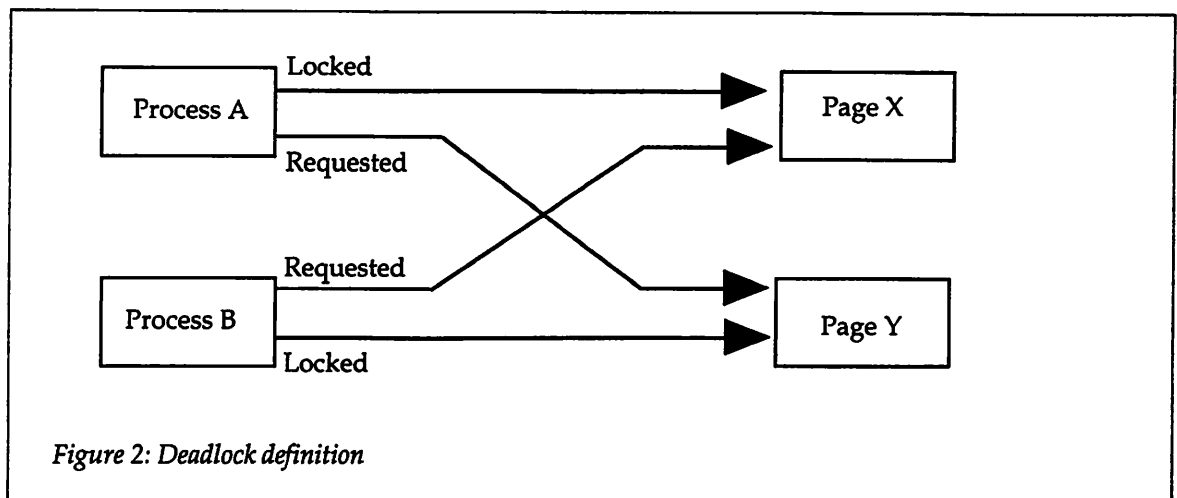 Locked
Process A
Page X
Requested
Requested
Process B
Page Y
Locked
Figure 2: Deadlock definition